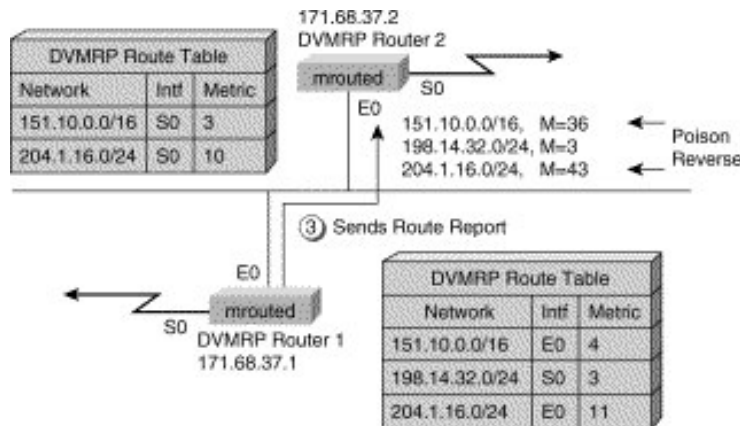 171.68.37.2
DVMRP Router 2
DVMRP Route Table
Network Intf Metric
151.10.0.0/16 S0 3
204.1.16.0/24 S0 10
mrouted
S0
E0
151.10.0.0/16, M=36
198.14.32.0/24, M=3
204.1.16.0/24, M=43
Poison
Reverse
3 Sends Route Report
E0
mrouted
S0
DVMRP Router 1
171.68.37.1
DVMRP Route Table
Network Intf Metric
151.10.0.0/16 E0 4
198.14.32.0/24 S0 3
204.1.16.0/24 E0 11